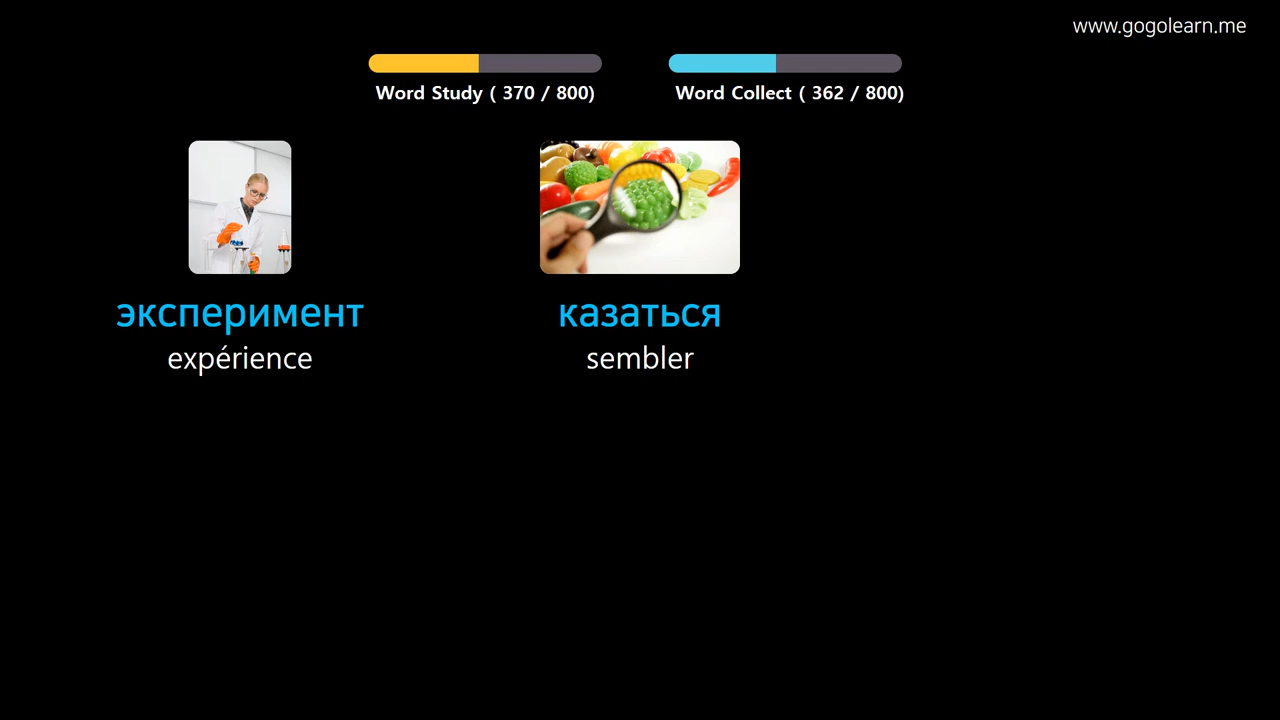 www.gogolearn.me
Word Study ( 370 / 800)
Word Collect ( 362 / 800)
эксперимент
expérience
казаться
sembler